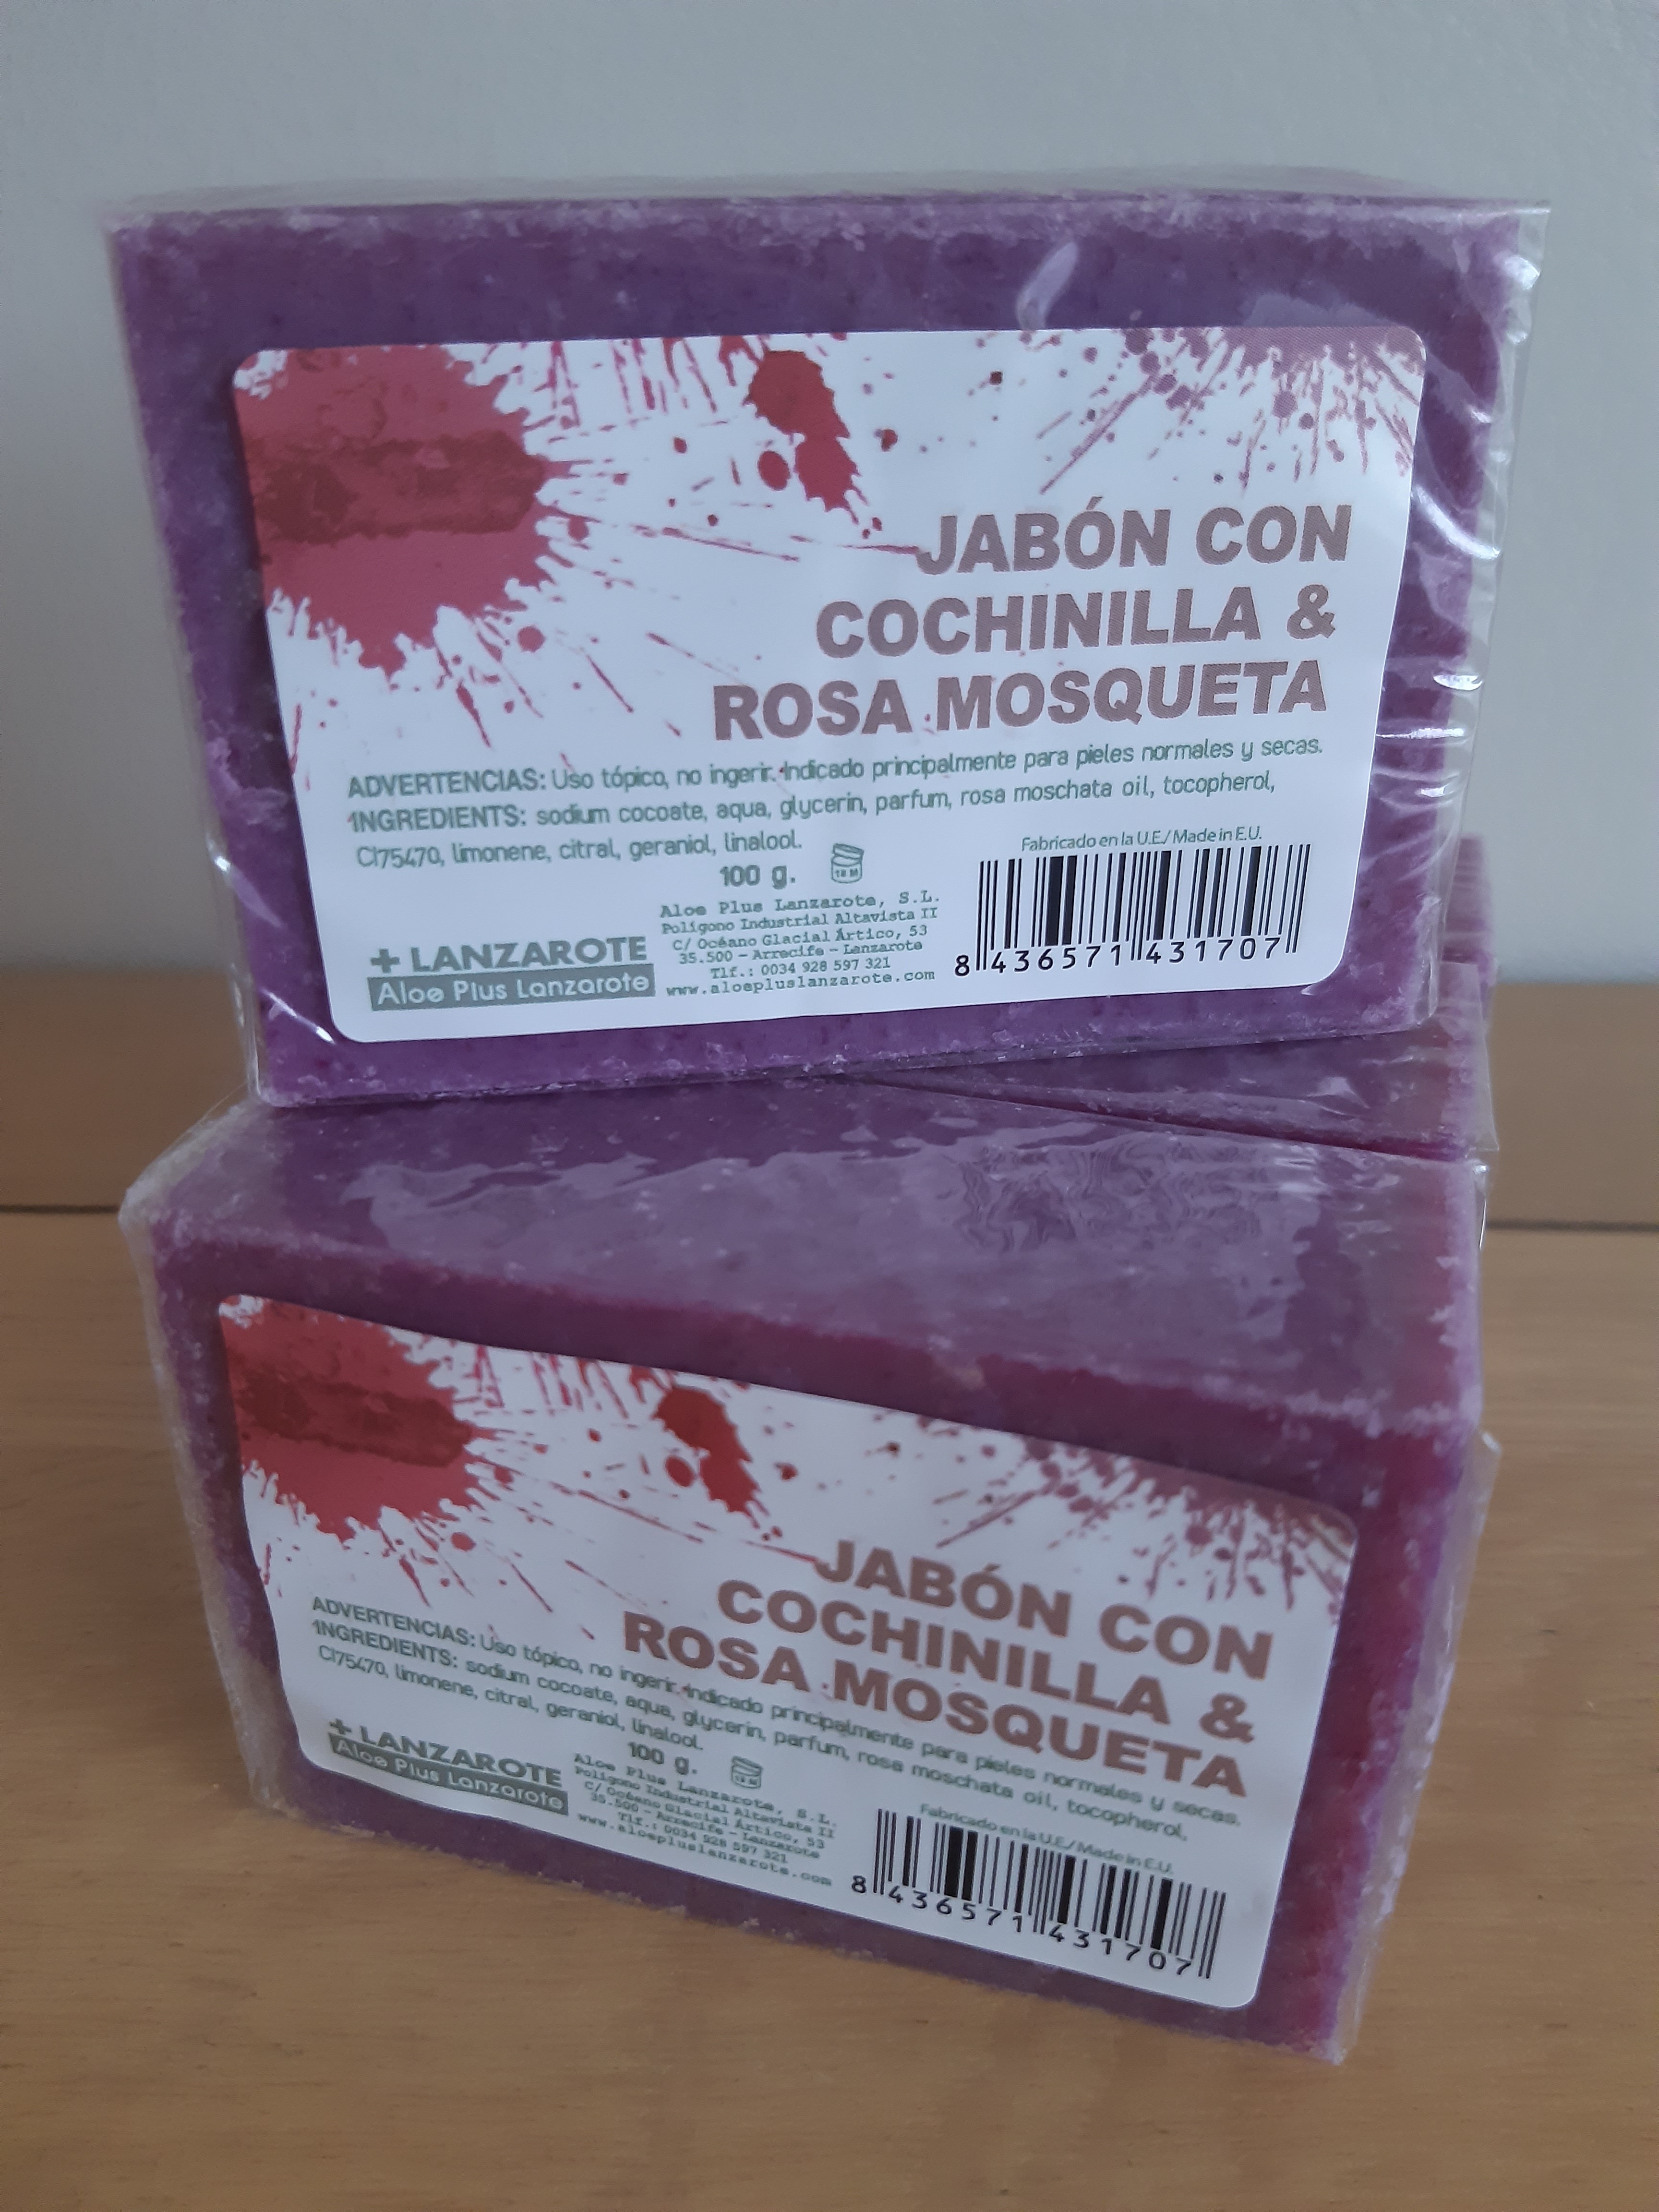 JABÓN CON
COCHINILLA &
ROSA MOSQUETA
ADVERTENCIAS: Uso tópico, no ingerir. Indicado principalmente para pieles normales y secas.
INGREDIENTS: sodium cocoate, aqua, glycerin, parfum, rosa moschata oil, tocopherol,
CI75470, limonene, citral, geraniol, linalool.
100 g.
18 M
Fabricado en la U.E./ Made in E.U.
Aloe Plus Lanzarote, S.L.
Polígono Industrial Altavista II
C/ Océano Glacial Ártico, 53
35.500 - Arrecife - Lanzarote
Tlf.: 0034 928 597 321
www.aloepluslanzarote.com
+ LANZAROTE
Aloe Plus Lanzarote
8 436571 431707
JABÓN CON
COCHINILLA &
ROSA MOSQUETA
ADVERTENCIAS: Uso tópico, no ingerir. Indicado principalmente para pieles normales y secas.
INGREDIENTS: sodium cocoate, aqua, glycerin, parfum, rosa moschata oil, tocopherol,
CI75470, limonene, citral, geraniol, linalool.
100 g.
18 M
Fabricado en la U.E./ Made in E.U.
Aloe Plus Lanzarote, S.L.
Polígono Industrial Altavista II
C/ Océano Glacial Ártico, 53
35.500 - Arrecife - Lanzarote
Tlf.: 0034 928 597 321
www.aloepluslanzarote.com
+ LANZAROTE
Aloe Plus Lanzarote
8 436571 431707